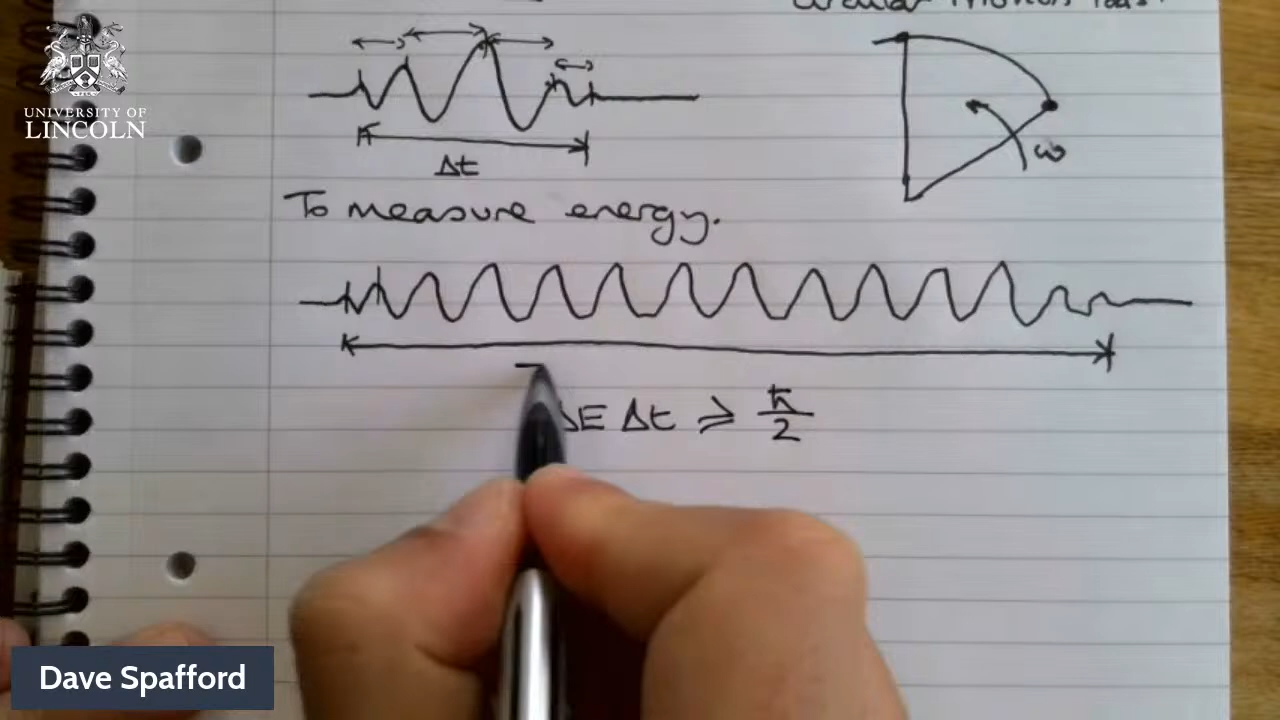 UNIVERSITY OF
LINCOLN
Δt
ω
To measure energy.
ΔE Δt ⩾ ℏ/2
Dave Spafford